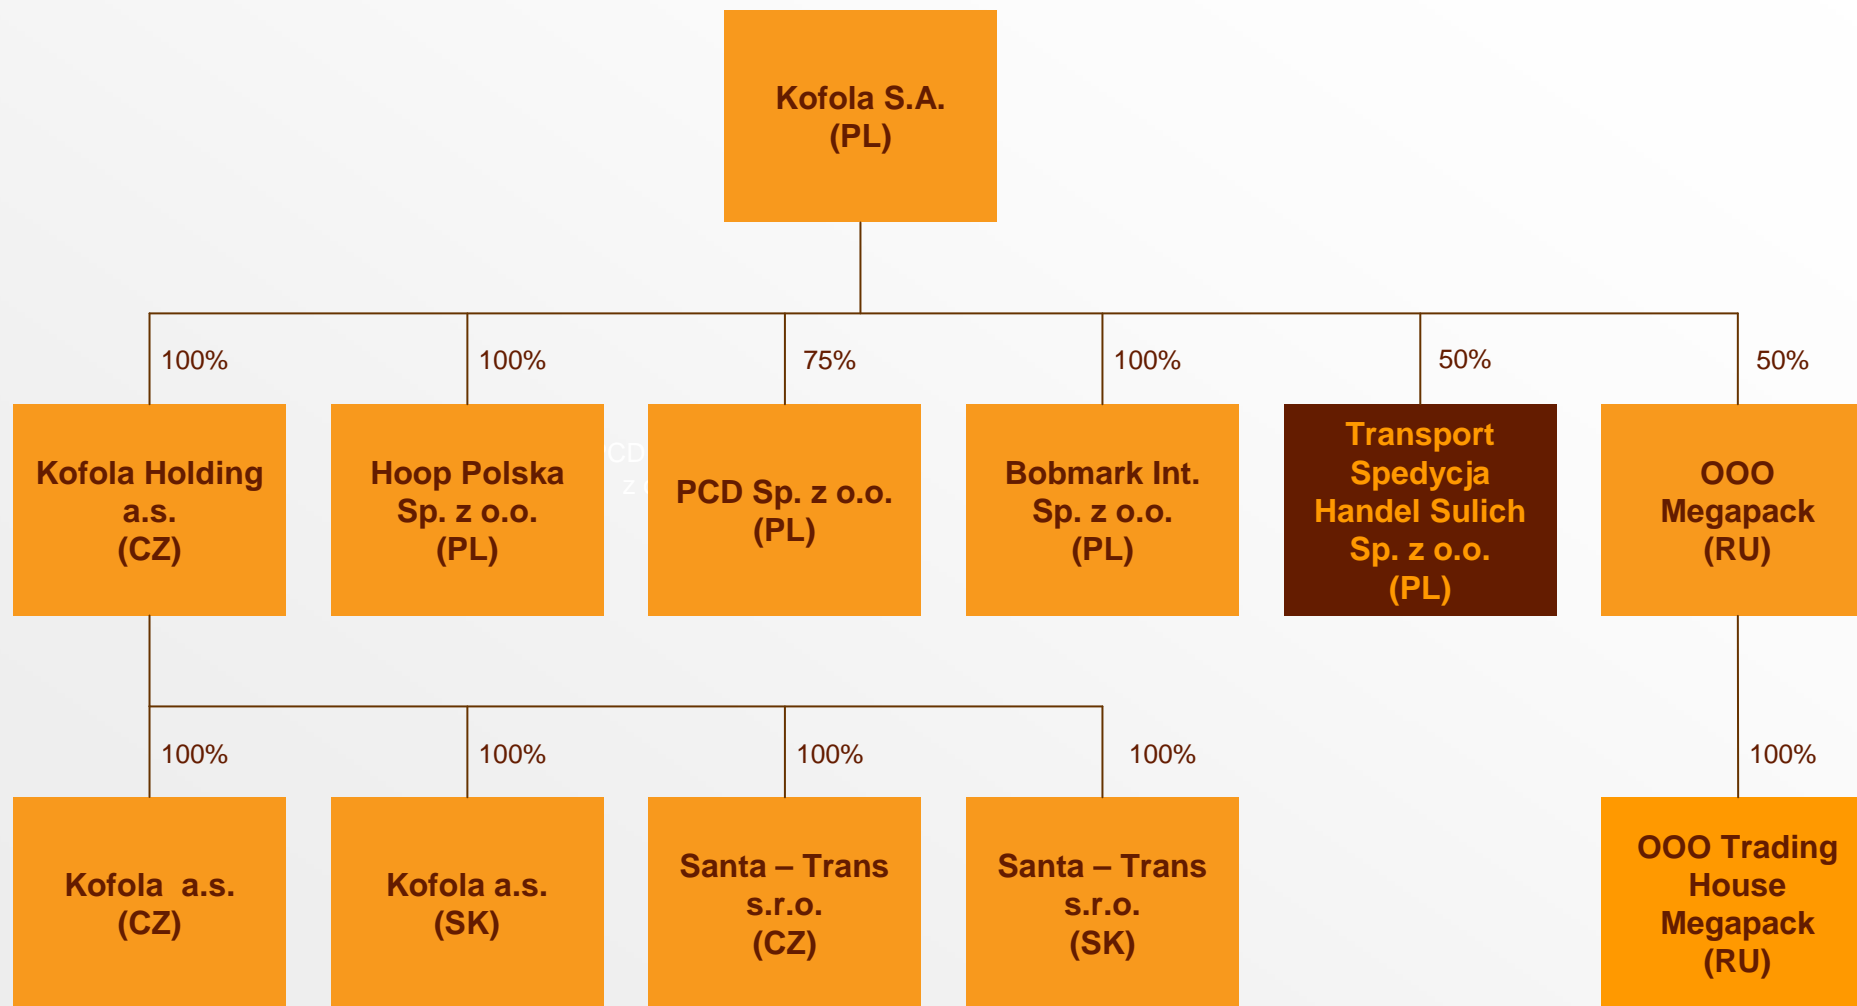 Kofola S.A.
(PL)
100%
100%
75%
100%
50%
50%
Kofola Holding
a.s.
(CZ)
Hoop Polska
Sp. z o.o.
(PL)
PCD Sp. z o.o.
(PL)
Bobmark Int.
Sp. z o.o.
(PL)
Transport
Spedycja
Handel Sulich
Sp. z o.o.
(PL)
OOO
Megapack
(RU)
100%
100%
100%
100%
100%
Kofola a.s.
(CZ)
Kofola a.s.
(SK)
Santa – Trans
s.r.o.
(CZ)
Santa – Trans
s.r.o.
(SK)
OOO Trading
House
Megapack
(RU)